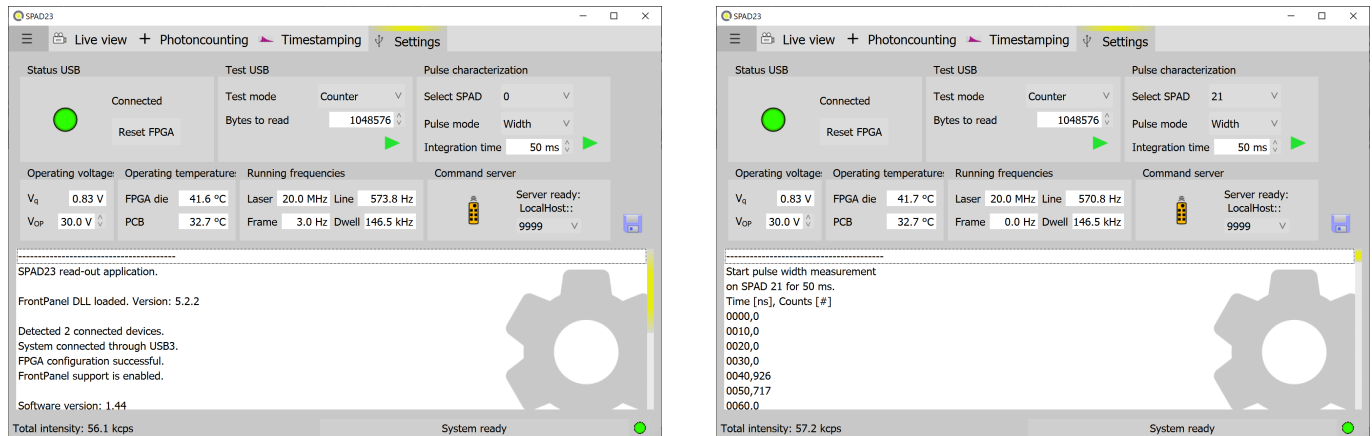 SPAD23
☰ Live view + Photoncounting Timestamping Settings
Status USB
Connected
Reset FPGA
Test USB
Test mode Counter
Bytes to read 1048576
Pulse characterization
Select SPAD 0
Pulse mode Width
Integration time 50 ms
Operating voltage
Vq 0.83 V
VOP 30.0 V
Operating temperature
FPGA die 41.6 °C
PCB 32.7 °C
Running frequencies
Laser 20.0 MHz Line 573.8 Hz
Frame 3.0 Hz Dwell 146.5 kHz
Command server
Server ready:
LocalHost::
9999
----------------------------------------
SPAD23 read-out application.
FrontPanel DLL loaded. Version: 5.2.2
Detected 2 connected devices.
System connected through USB3.
FPGA configuration successful.
FrontPanel support is enabled.
Software version: 1.44
Total intensity: 56.1 kcps System ready
SPAD23
☰ Live view + Photoncounting Timestamping Settings
Status USB
Connected
Reset FPGA
Test USB
Test mode Counter
Bytes to read 1048576
Pulse characterization
Select SPAD 21
Pulse mode Width
Integration time 50 ms
Operating voltage
Vq 0.83 V
VOP 30.0 V
Operating temperature
FPGA die 41.7 °C
PCB 32.7 °C
Running frequencies
Laser 20.0 MHz Line 570.8 Hz
Frame 0.0 Hz Dwell 146.5 kHz
Command server
Server ready:
LocalHost::
9999
----------------------------------------
Start pulse width measurement
on SPAD 21 for 50 ms.
Time [ns], Counts [#]
0000,0
0010,0
0020,0
0030,0
0040,926
0050,717
0060,0
Total intensity: 57.2 kcps System ready